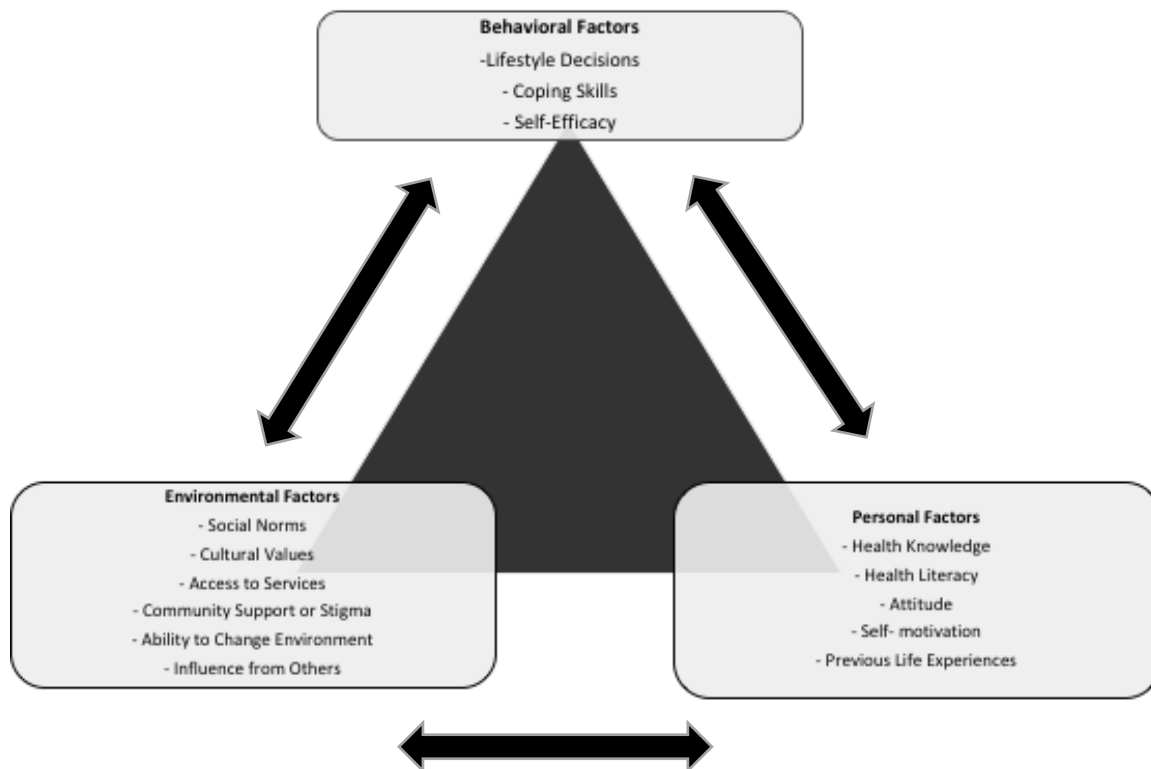 Behavioral Factors
-Lifestyle Decisions
- Coping Skills
- Self-Efficacy
Environmental Factors
- Social Norms
- Cultural Values
- Access to Services
- Community Support or Stigma
- Ability to Change Environment
- Influence from Others
Personal Factors
- Health Knowledge
- Health Literacy
- Attitude
- Self- motivation
- Previous Life Experiences